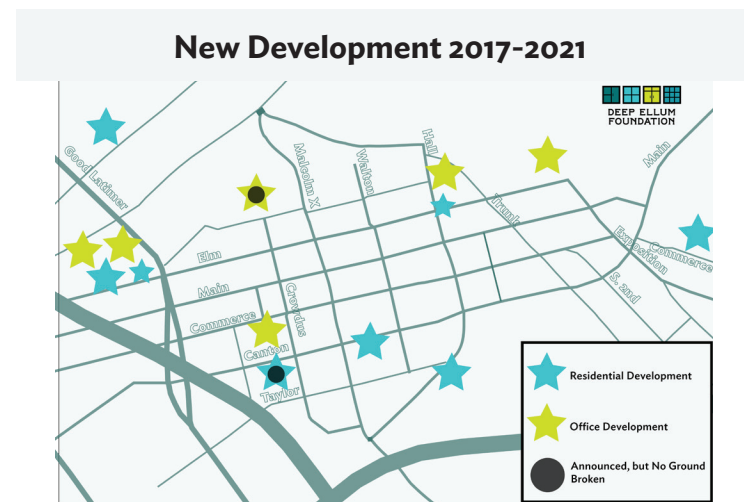 New Development 2017-2021
DEEP ELLUM
FOUNDATION
Good Latimer
Malcolm X
Walton
Hall
Trunk
Main
Exposition
Commerce
S. 2nd
Elm
Main
Commerce
Crowdus
Canton
Taylor
Residential Development
Office Development
Announced, but No Ground
Broken